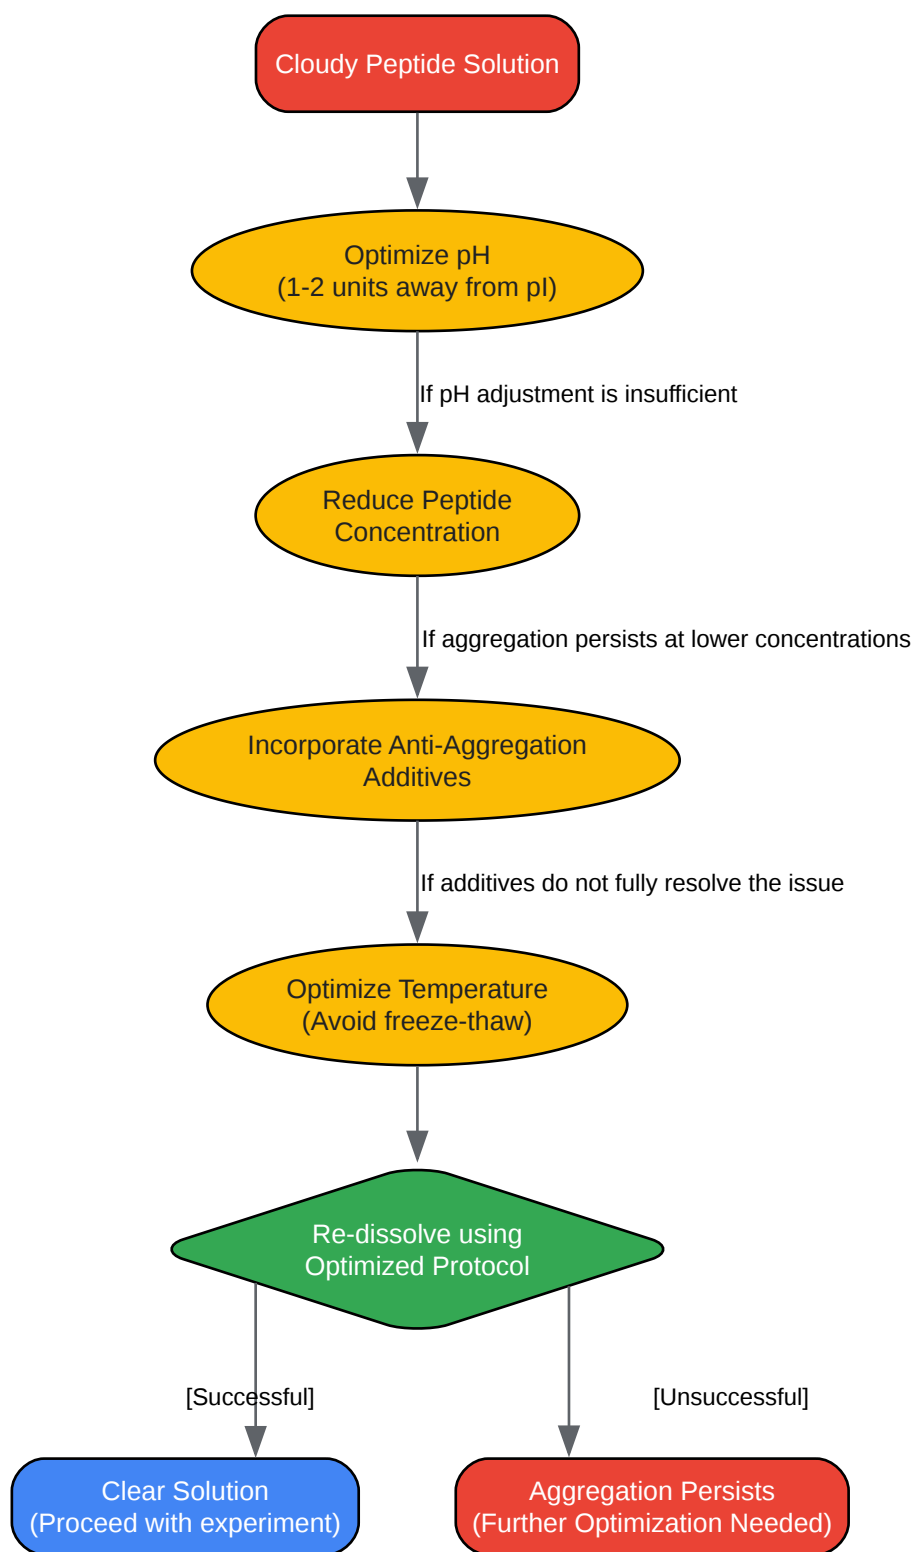 Cloudy Peptide Solution
Optimize pH
(1-2 units away from pI)
If pH adjustment is insufficient
Reduce Peptide
Concentration
If aggregation persists at lower concentrations
Incorporate Anti-Aggregation
Additives
If additives do not fully resolve the issue
Optimize Temperature
(Avoid freeze-thaw)
Re-dissolve using
Optimized Protocol
[Successful]
[Unsuccessful]
Clear Solution
(Proceed with experiment)
Aggregation Persists
(Further Optimization Needed)